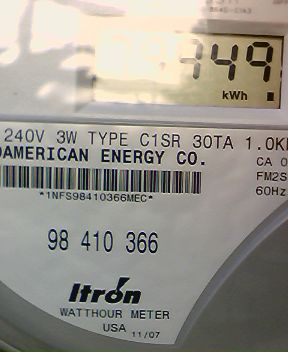 949
kWh
240V 3W TYPE C1SR 30TA 1.0K
AMERICAN ENERGY CO.
CA 0
*1NFS98410366MEC*
FM2S
60Hz
98 410 366
Itron
WATTHOUR METER
USA 11/07